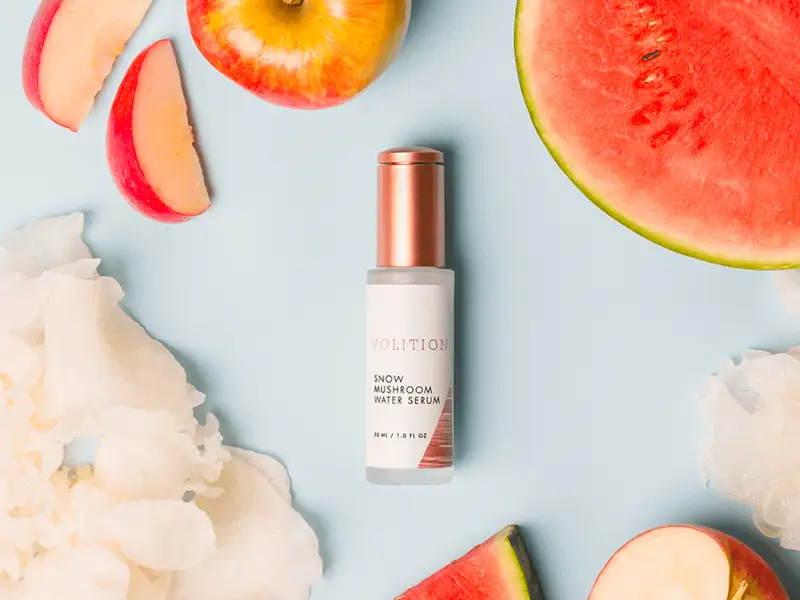 VOLITION
SNOW
MUSHROOM
WATER SERUM
30 ML / 1.0 FL OZ